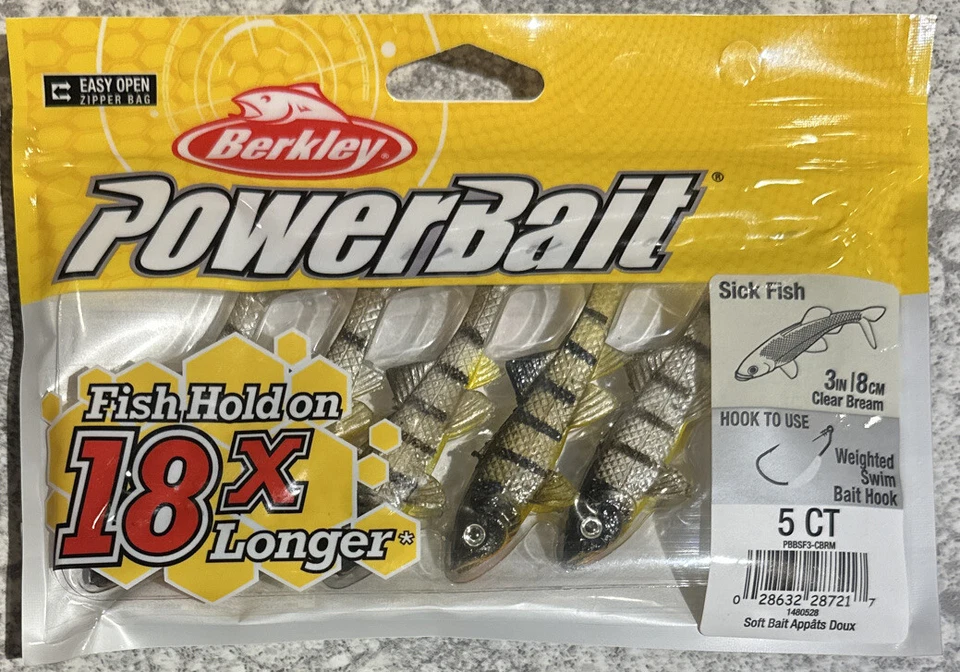 EASY OPEN
ZIPPER BAG
Berkley®
PowerBait®
Fish Hold on
18x
Longer*
Sick Fish
3IN / 8CM
Clear Bream
HOOK TO USE
Weighted
Swim
Bait Hook
5 CT
PBBSF3-CBRM
0 28632 28721 7
1480528
Soft Bait Appâts Doux